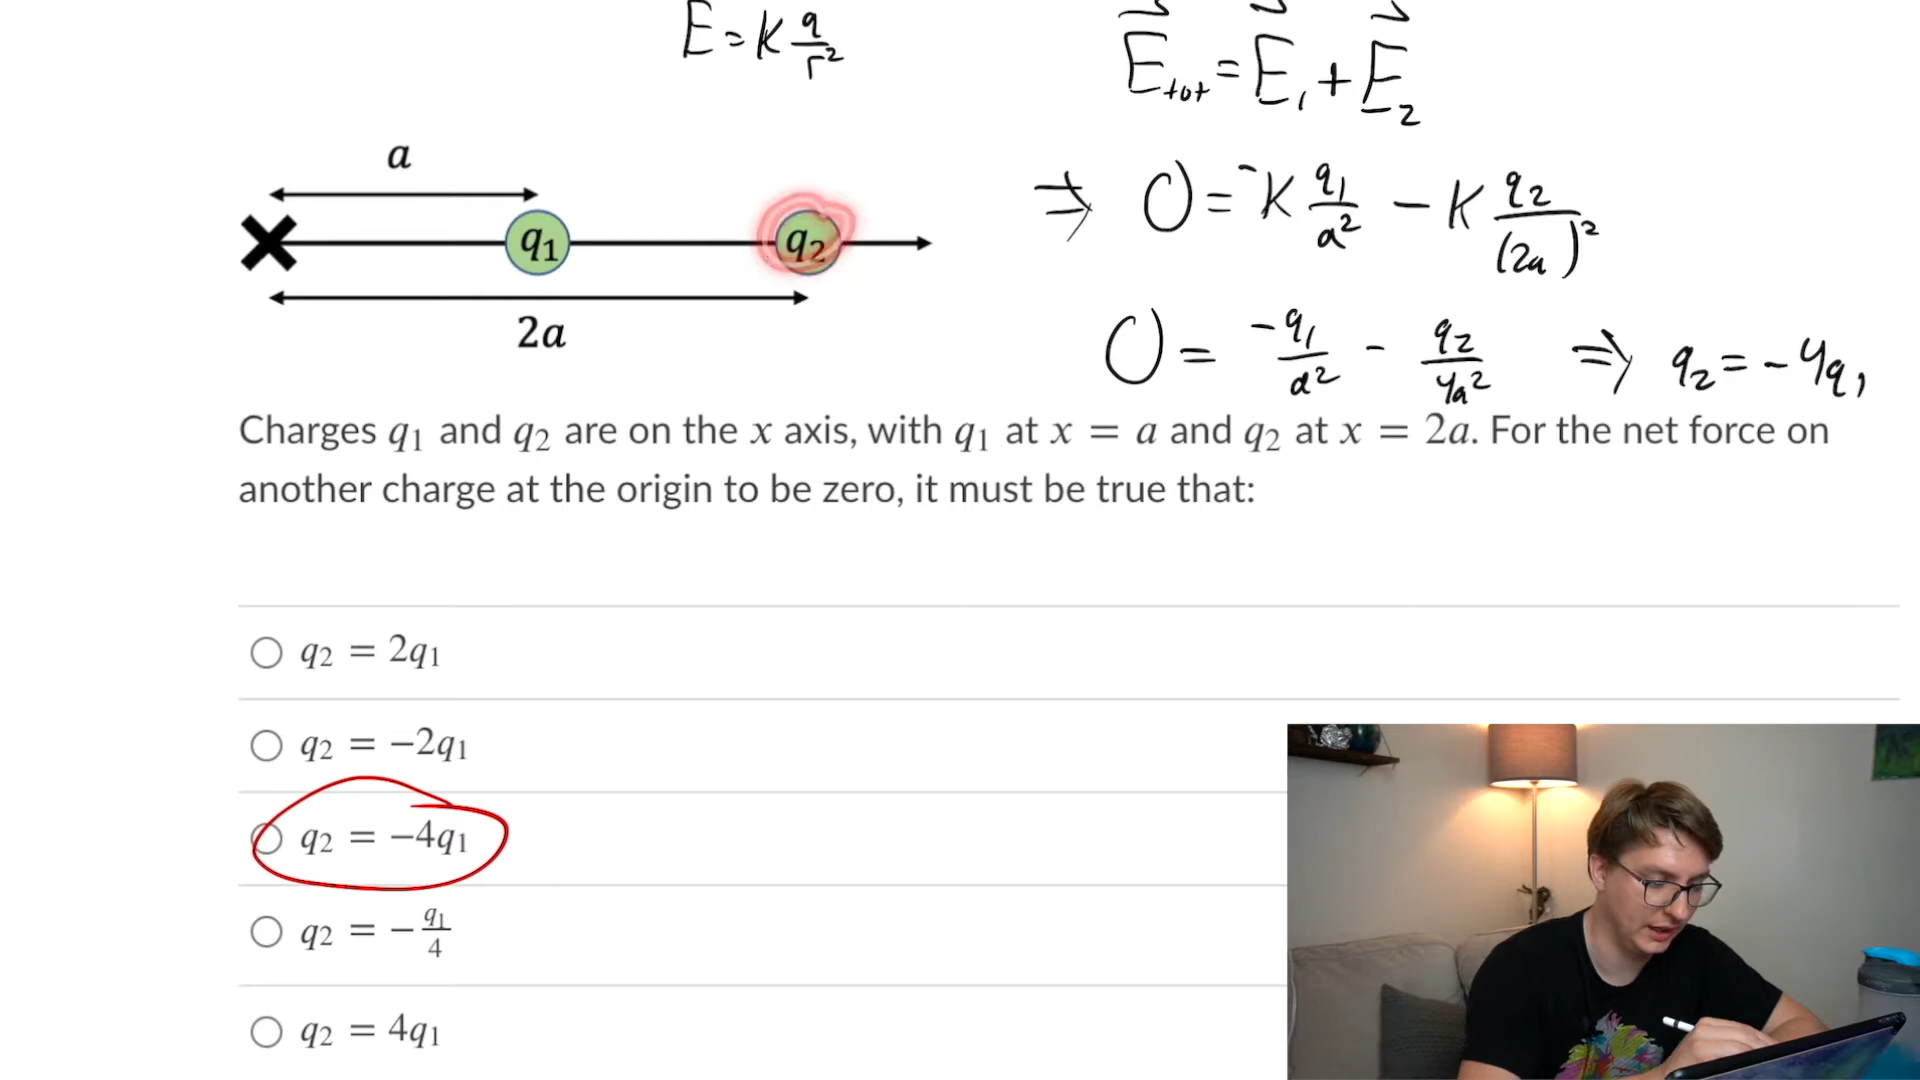 E = K q/r²
E_tot = E₁ + E₂
a
⇒ 0 = -K q₁/a² - K q₂/(2a)²
q₁ q₂
2a
0 = -q₁/a² - q₂/4a² ⇒ q₂ = -4q₁
Charges q₁ and q₂ are on the x axis, with q₁ at x = a and q₂ at x = 2a. For the net force on
another charge at the origin to be zero, it must be true that:
q₂ = 2q₁
q₂ = −2q₁
q₂ = −4q₁
q₂ = −q₁/4
q₂ = 4q₁